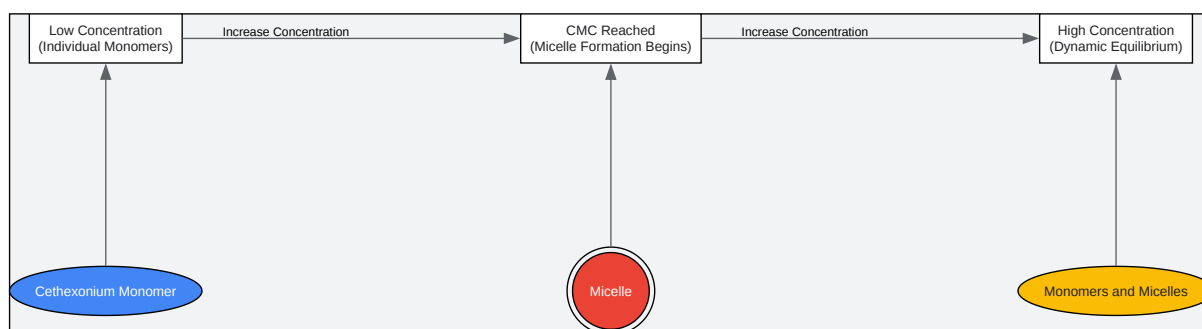 Low Concentration
(Individual Monomers)
Increase Concentration
CMC Reached
(Micelle Formation Begins)
Increase Concentration
High Concentration
(Dynamic Equilibrium)
Cethexonium Monomer
Micelle
Monomers and Micelles